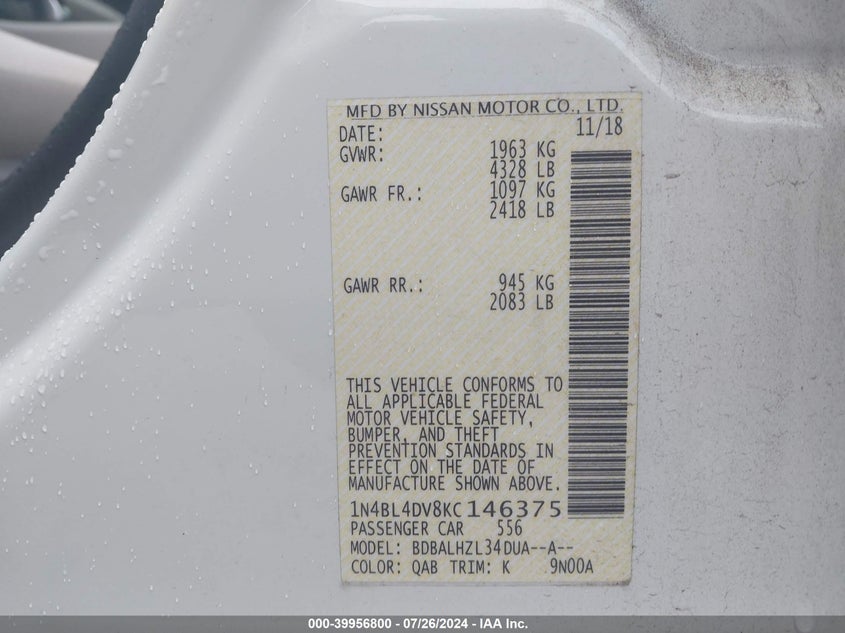 MFD BY NISSAN MOTOR CO., LTD.
DATE: 11/18
GVWR: 1963 KG
4328 LB
GAWR FR.: 1097 KG
2418 LB
GAWR RR.: 945 KG
2083 LB
THIS VEHICLE CONFORMS TO
ALL APPLICABLE FEDERAL
MOTOR VEHICLE SAFETY,
BUMPER, AND THEFT
PREVENTION STANDARDS IN
EFFECT ON THE DATE OF
MANUFACTURE SHOWN ABOVE.
1N4BL4DV8KC146375
PASSENGER CAR 556
MODEL: BDBALHZL34DUA--A--
COLOR: QAB TRIM: K 9N00A
000-39956800 - 07/26/2024 - IAA Inc.